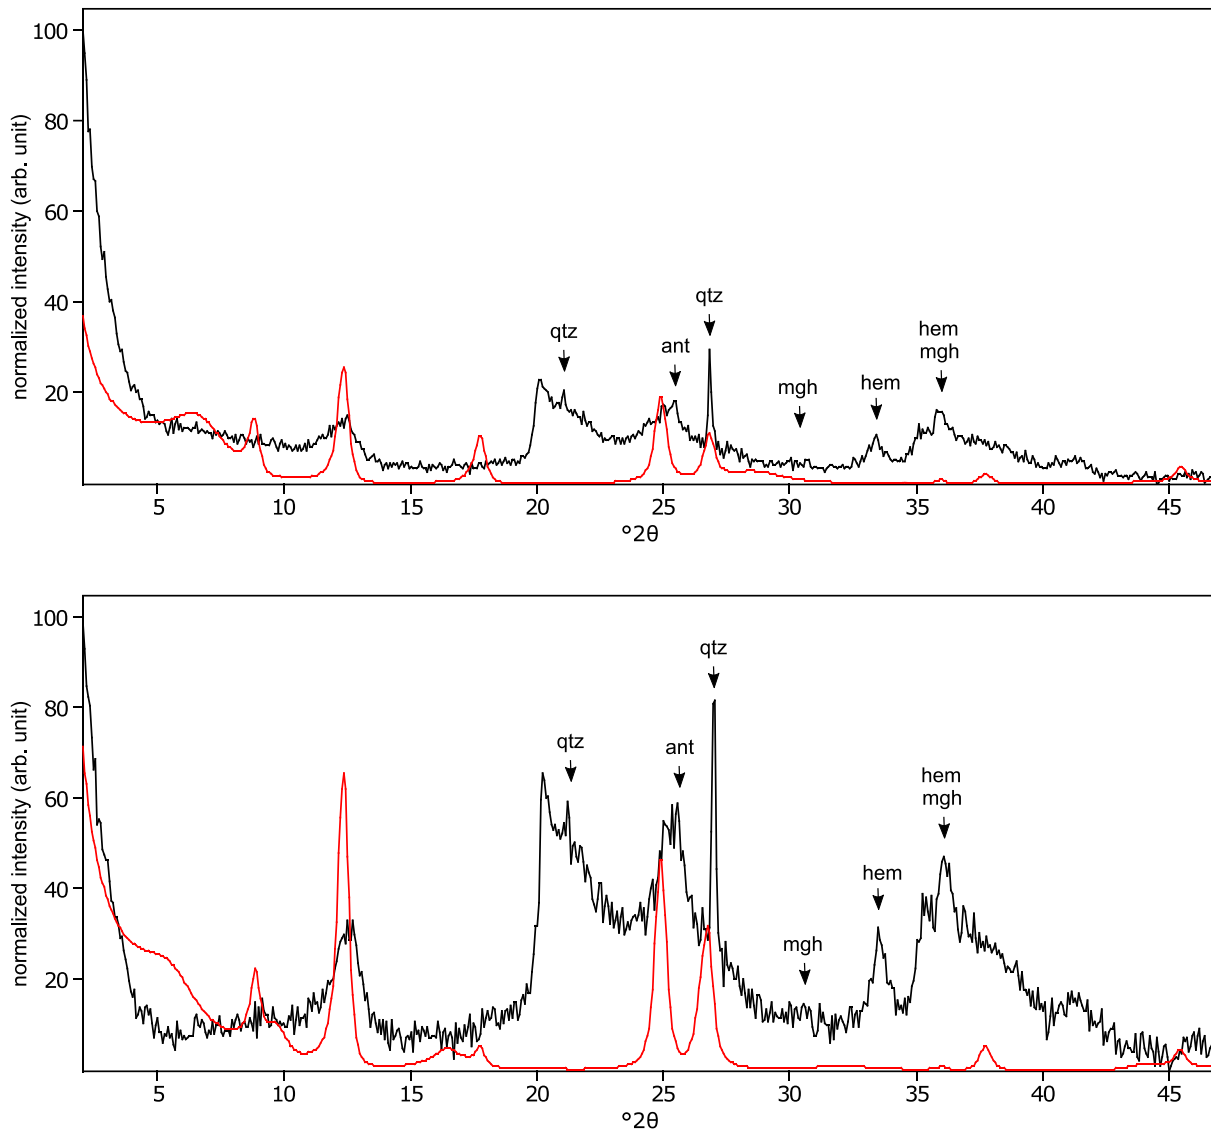 normalized intensity (arb. unit)
100
80
60
40
20
qtz
ant
qtz
mgh
hem
hem
mgh
5 10 15 20 25 30 35 40 45
°2θ
normalized intensity (arb. unit)
100
80
60
40
20
qtz
ant
qtz
mgh
hem
hem
mgh
5 10 15 20 25 30 35 40 45
°2θ